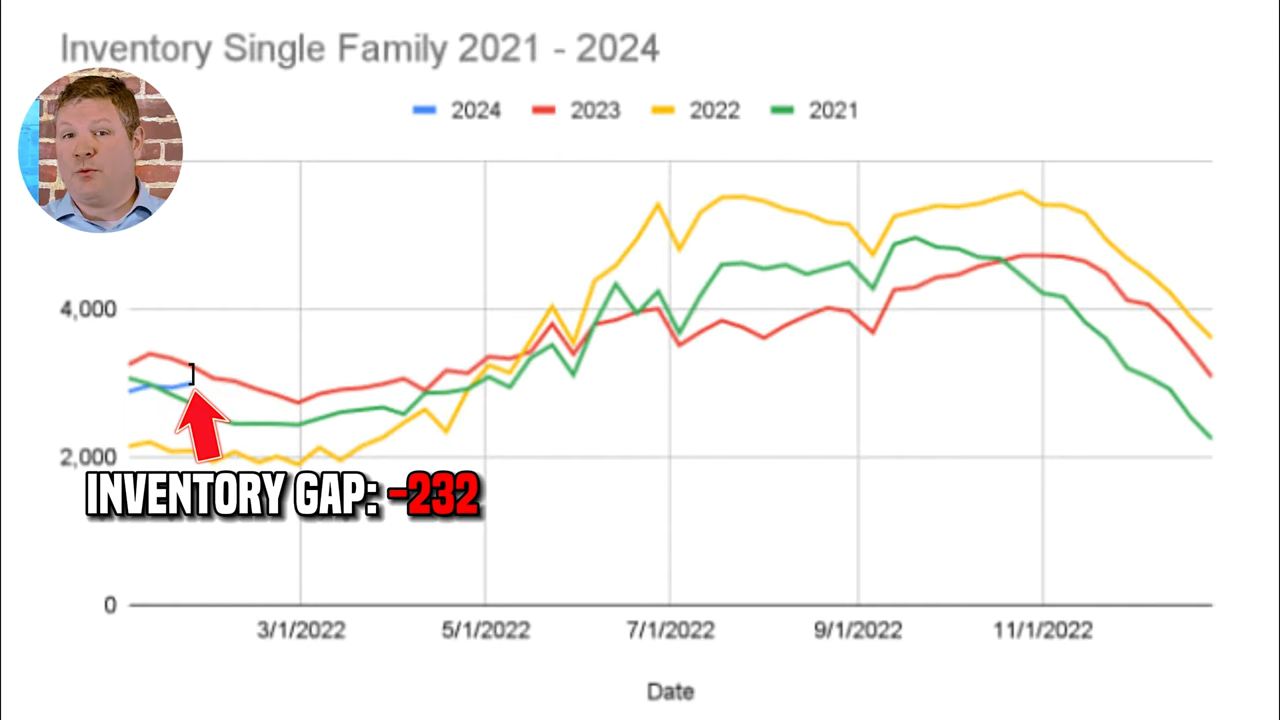 Inventory Single Family 2021 - 2024
2024 2023 2022 2021
4,000
2,000
INVENTORY GAP: -232
0
3/1/2022 5/1/2022 7/1/2022 9/1/2022 11/1/2022
Date